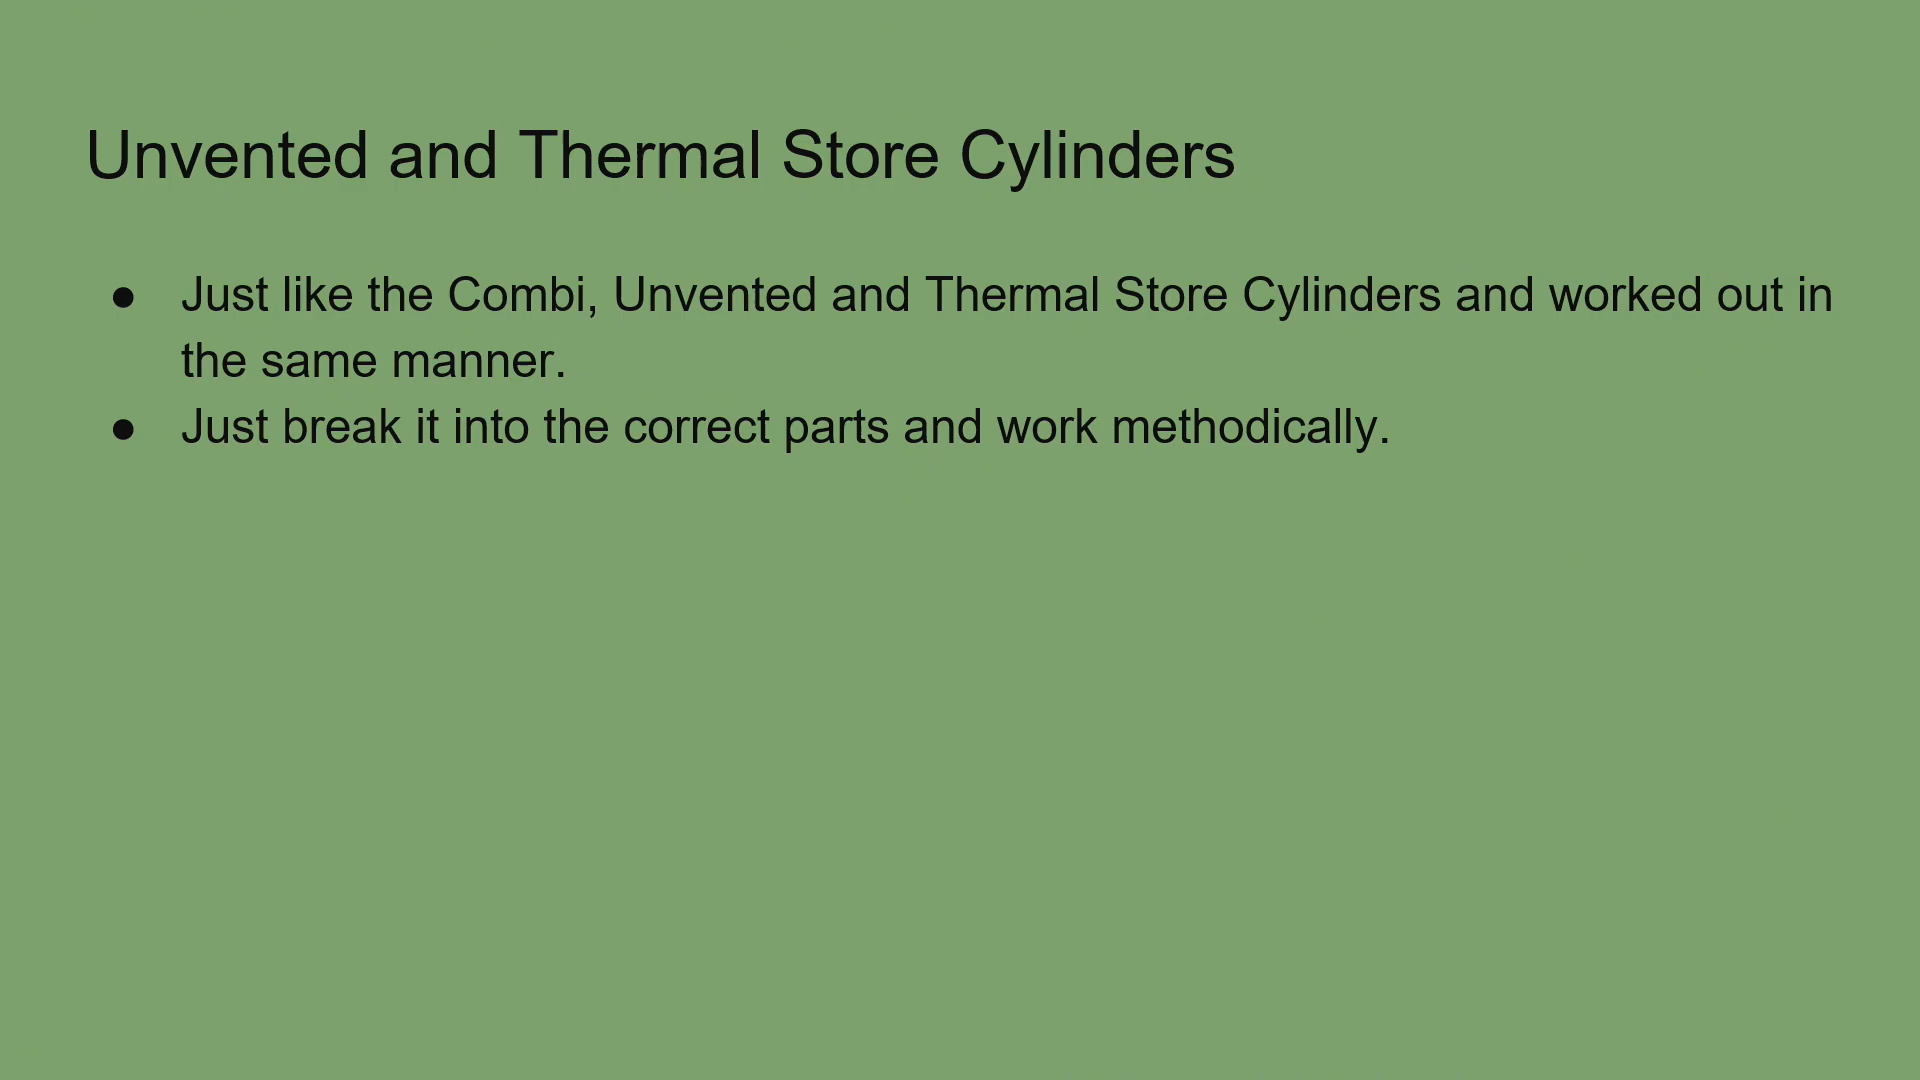 Unvented and Thermal Store Cylinders
● Just like the Combi, Unvented and Thermal Store Cylinders and worked out in
the same manner.
● Just break it into the correct parts and work methodically.